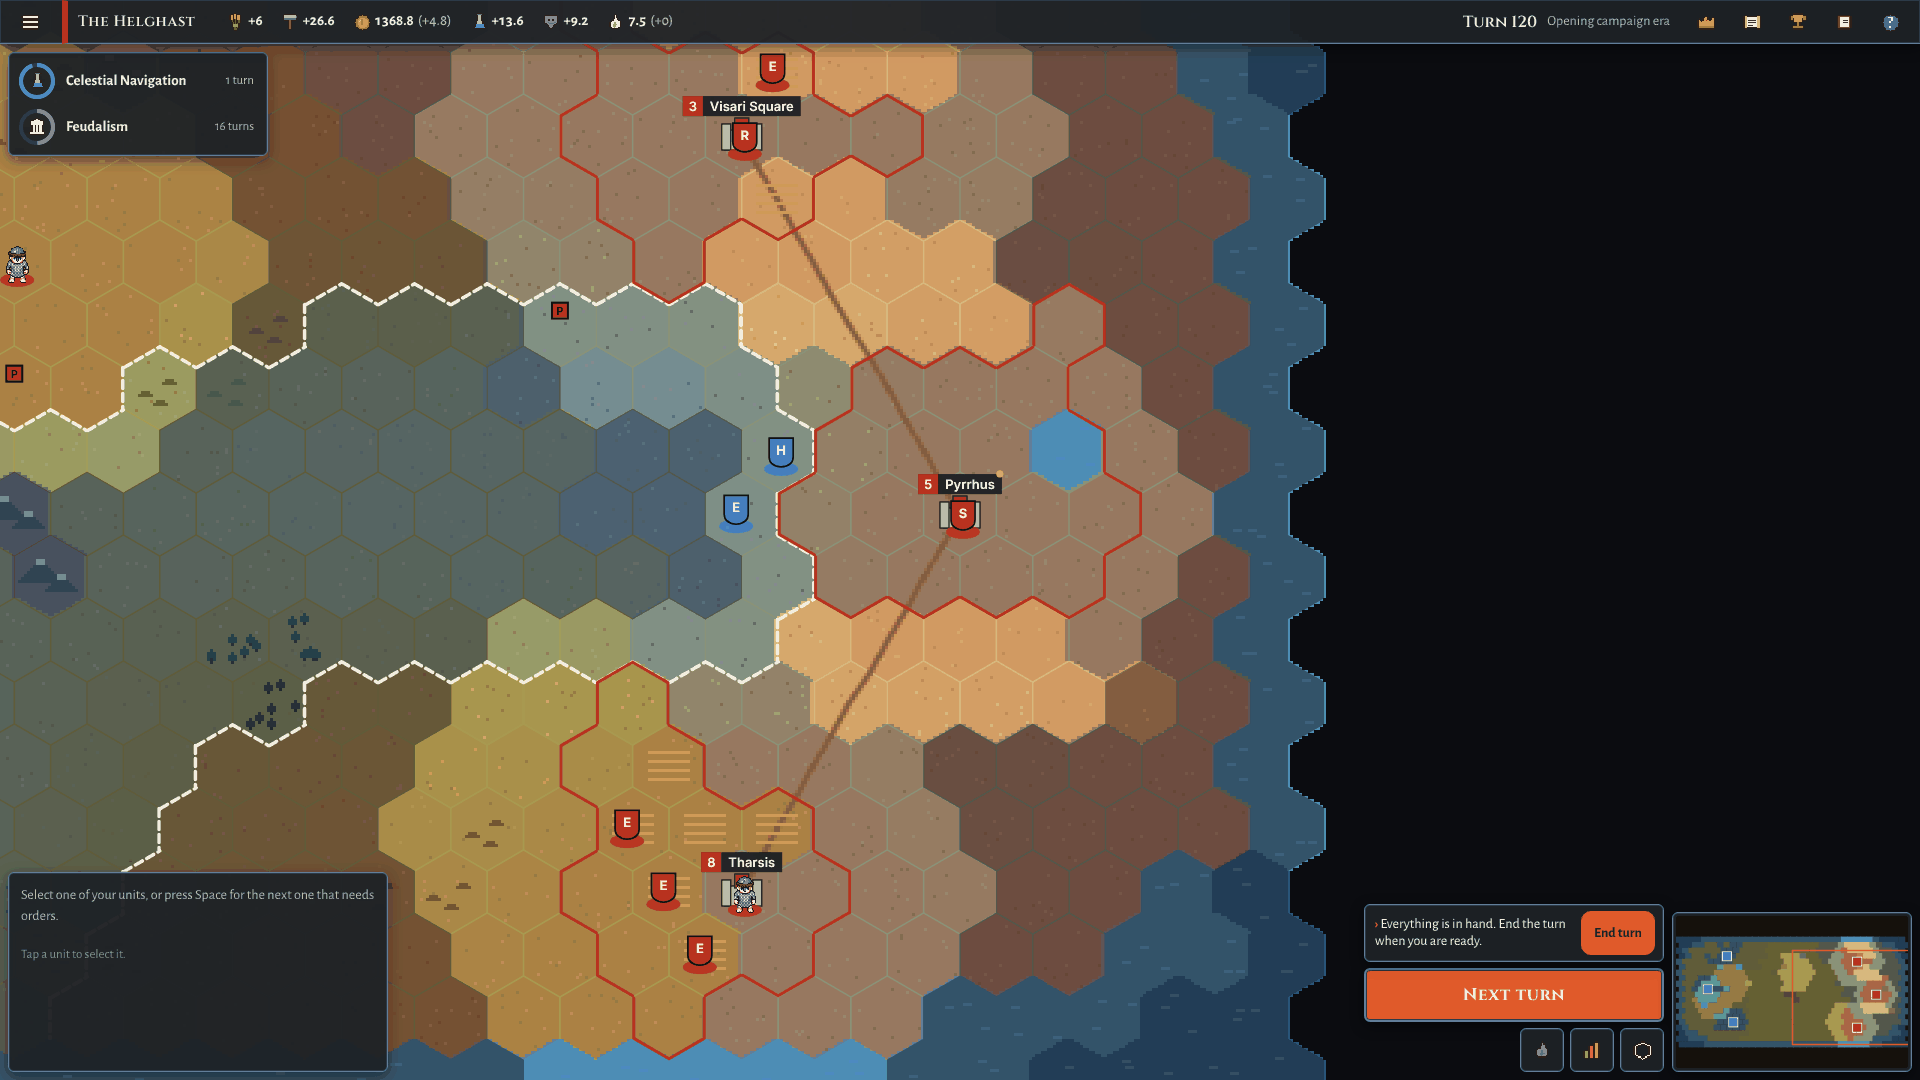 THE HELGHAST
+6
+26.6
1368.8 (+4.8)
+13.6
+9.2
7.5 (+0)
TURN 120
Opening campaign era
?
Celestial Navigation
1 turn
Feudalism
16 turns
E
3 Visari Square
R
P
P
H
5 Pyrrhus
E
S
E
8 Tharsis
E
E
Select one of your units, or press Space for the next one that needs
orders.
Tap a unit to select it.
› Everything is in hand. End the turn
when you are ready.
End turn
NEXT TURN